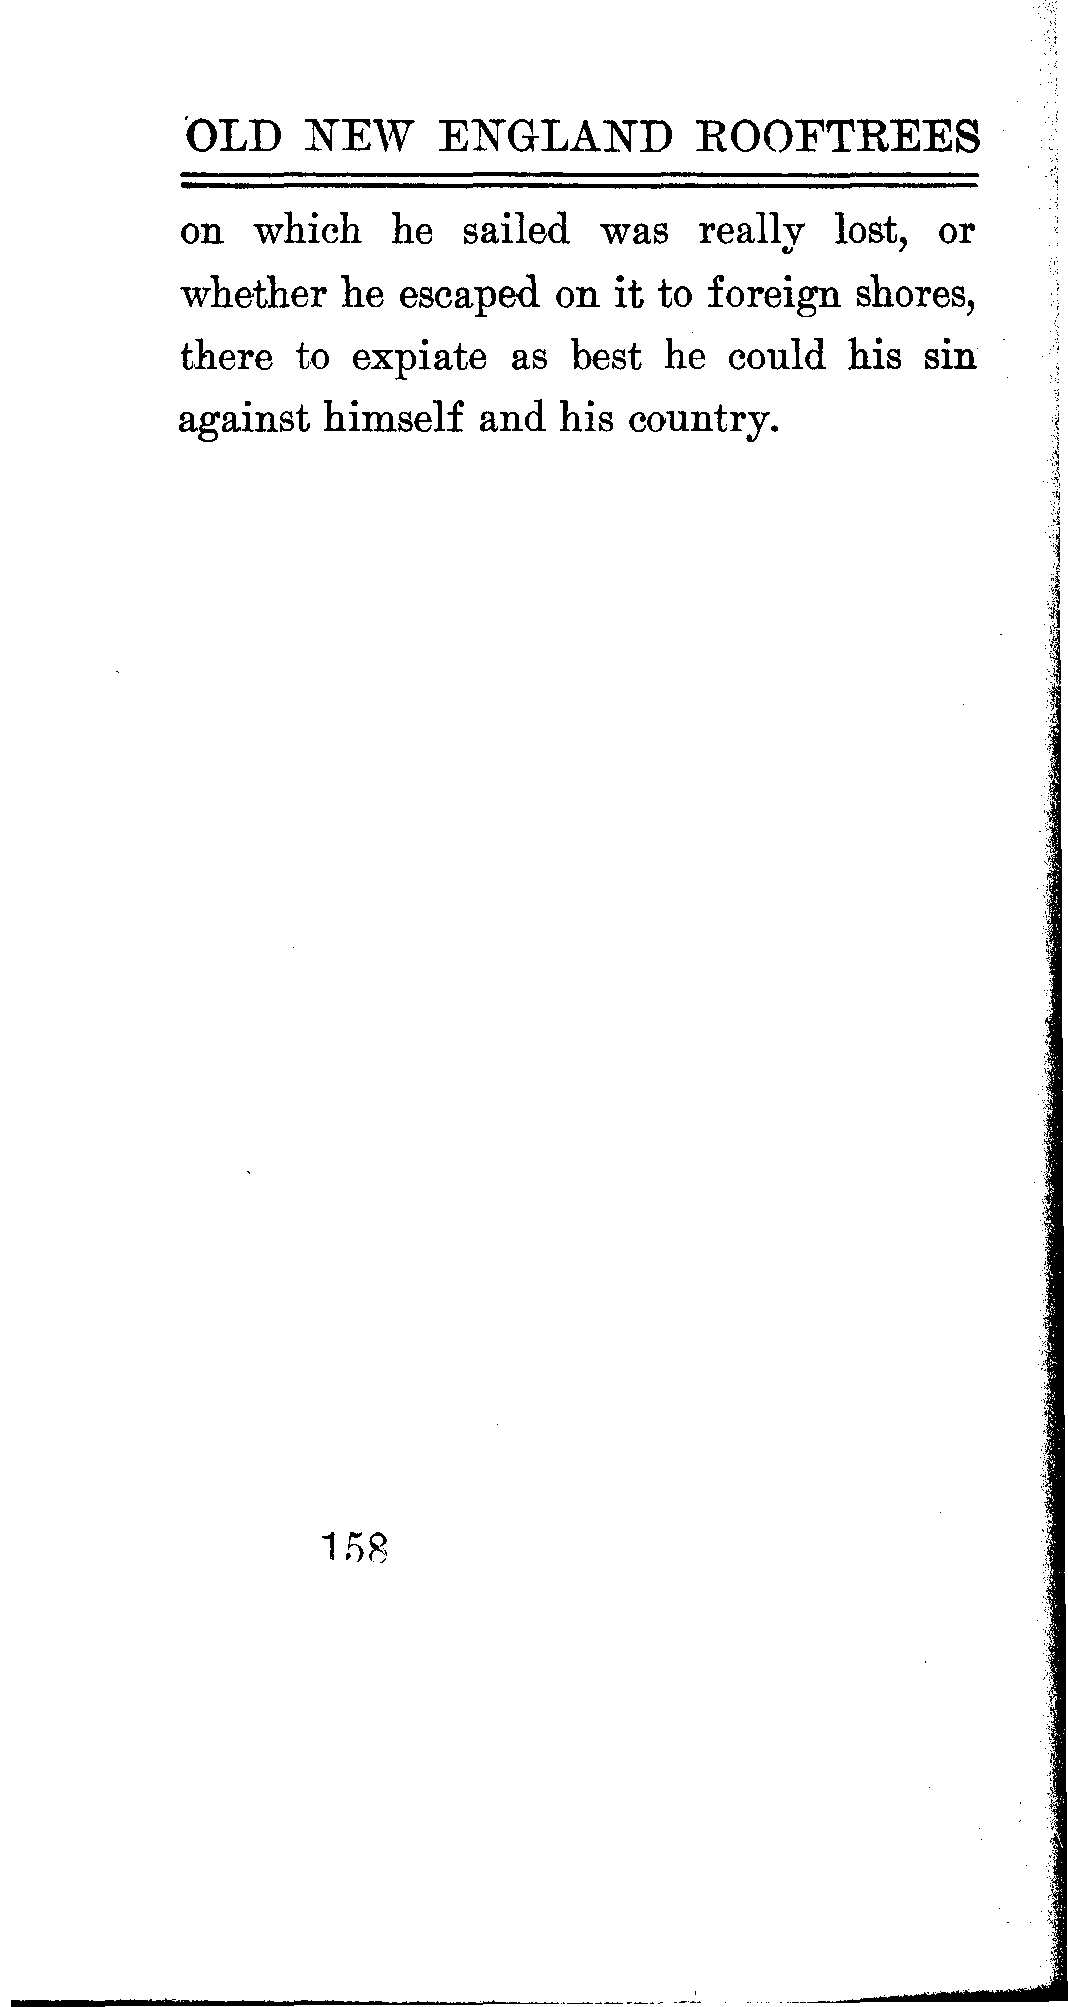 OLD NEW ENGLAND ROOFTREES
on which he sailed was really lost, or
whether he escaped on it to foreign shores,
there to expiate as best he could his sin
against himself and his country.
158